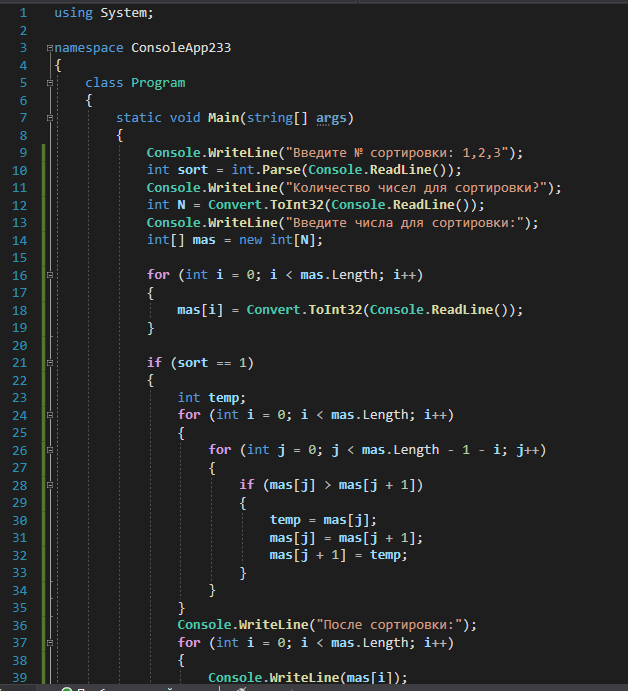 1 using System;
2
3 namespace ConsoleApp233
4 {
5 class Program
6 {
7 static void Main(string[] args)
8 {
9 Console.WriteLine("Введите № сортировки: 1,2,3");
10 int sort = int.Parse(Console.ReadLine());
11 Console.WriteLine("Количество чисел для сортировки?");
12 int N = Convert.ToInt32(Console.ReadLine());
13 Console.WriteLine("Введите числа для сортировки:");
14 int[] mas = new int[N];
15
16 for (int i = 0; i < mas.Length; i++)
17 {
18 mas[i] = Convert.ToInt32(Console.ReadLine());
19 }
20
21 if (sort == 1)
22 {
23 int temp;
24 for (int i = 0; i < mas.Length; i++)
25 {
26 for (int j = 0; j < mas.Length - 1 - i; j++)
27 {
28 if (mas[j] > mas[j + 1])
29 {
30 temp = mas[j];
31 mas[j] = mas[j + 1];
32 mas[j + 1] = temp;
33 }
34 }
35 }
36 Console.WriteLine("После сортировки:");
37 for (int i = 0; i < mas.Length; i++)
38 {
39 Console.WriteLine(mas[i]);